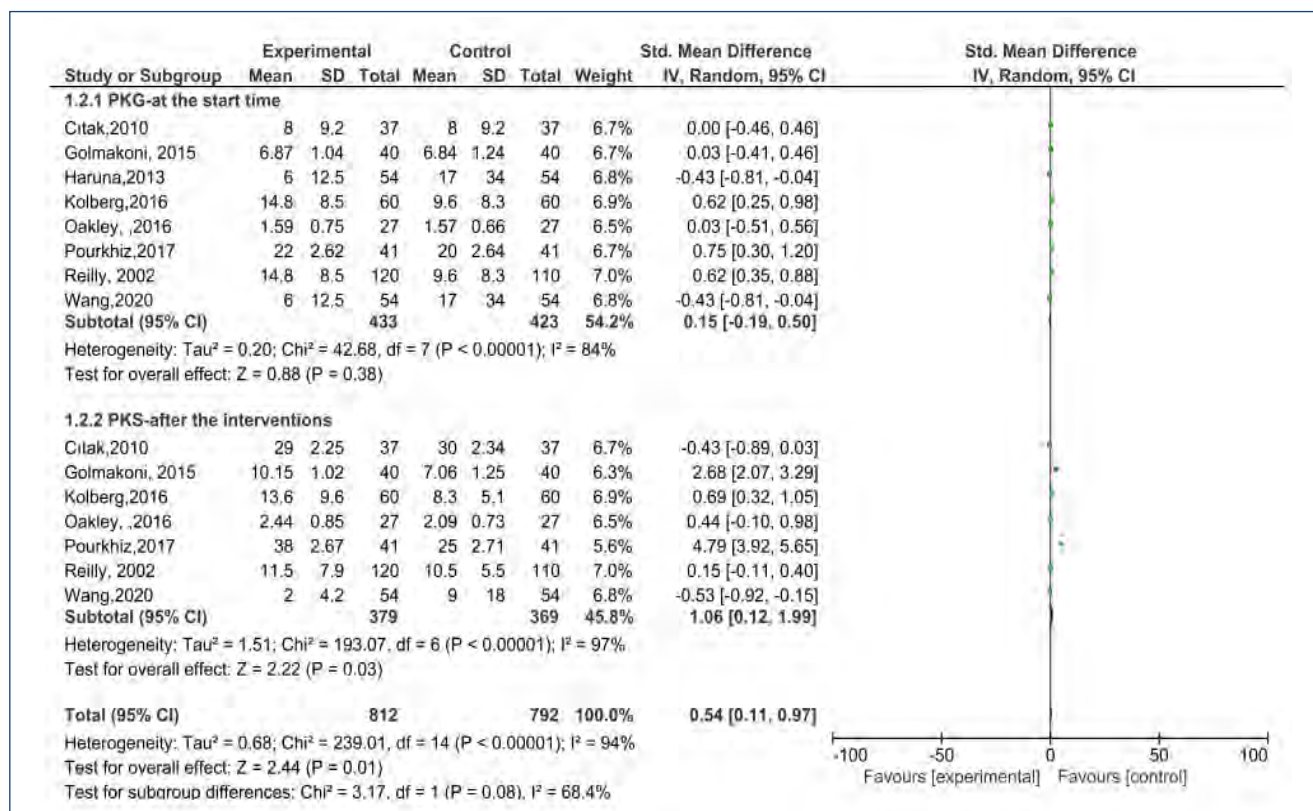 Experimental Control Std. Mean Difference Std. Mean Difference
Study or Subgroup Mean SD Total Mean SD Total Weight IV, Random, 95% CI IV, Random, 95% CI
1.2.1 PKG-at the start time
Cıtak,2010 8 9.2 37 8 9.2 37 6.7% 0.00 [-0.46, 0.46]
Golmakoni, 2015 6.87 1.04 40 6.84 1.24 40 6.7% 0.03 [-0.41, 0.46]
Haruna,2013 6 12.5 54 17 34 54 6.8% -0.43 [-0.81, -0.04]
Kolberg,2016 14.8 8.5 60 9.6 8.3 60 6.9% 0.62 [0.25, 0.98]
Oakley, ,2016 1.59 0.75 27 1.57 0.66 27 6.5% 0.03 [-0.51, 0.56]
Pourkhiz,2017 22 2.62 41 20 2.64 41 6.7% 0.75 [0.30, 1.20]
Reilly, 2002 14.8 8.5 120 9.6 8.3 110 7.0% 0.62 [0.35, 0.88]
Wang,2020 6 12.5 54 17 34 54 6.8% -0.43 [-0.81, -0.04]
Subtotal (95% CI) 433 423 54.2% 0.15 [-0.19, 0.50]
Heterogeneity: Tau² = 0.20; Chi² = 42.68, df = 7 (P < 0.00001); I² = 84%
Test for overall effect: Z = 0.88 (P = 0.38)
1.2.2 PKS-after the interventions
Cıtak,2010 29 2.25 37 30 2.34 37 6.7% -0.43 [-0.89, 0.03]
Golmakoni, 2015 10.15 1.02 40 7.06 1.25 40 6.3% 2.68 [2.07, 3.29]
Kolberg,2016 13.6 9.6 60 8.3 5.1 60 6.9% 0.69 [0.32, 1.05]
Oakley, ,2016 2.44 0.85 27 2.09 0.73 27 6.5% 0.44 [-0.10, 0.98]
Pourkhiz,2017 38 2.67 41 25 2.71 41 5.6% 4.79 [3.92, 5.65]
Reilly, 2002 11.5 7.9 120 10.5 5.5 110 7.0% 0.15 [-0.11, 0.40]
Wang,2020 2 4.2 54 9 18 54 6.8% -0.53 [-0.92, -0.15]
Subtotal (95% CI) 379 369 45.8% 1.06 [0.12, 1.99]
Heterogeneity: Tau² = 1.51; Chi² = 193.07, df = 6 (P < 0.00001); I² = 97%
Test for overall effect: Z = 2.22 (P = 0.03)
Total (95% CI) 812 792 100.0% 0.54 [0.11, 0.97]
Heterogeneity: Tau² = 0.68; Chi² = 239.01, df = 14 (P < 0.00001); I² = 94%
Test for overall effect: Z = 2.44 (P = 0.01)
Test for subgroup differences: Chi² = 3.17, df = 1 (P = 0.08), I² = 68.4%
-100 -50 0 50 100
Favours [experimental] Favours [control]